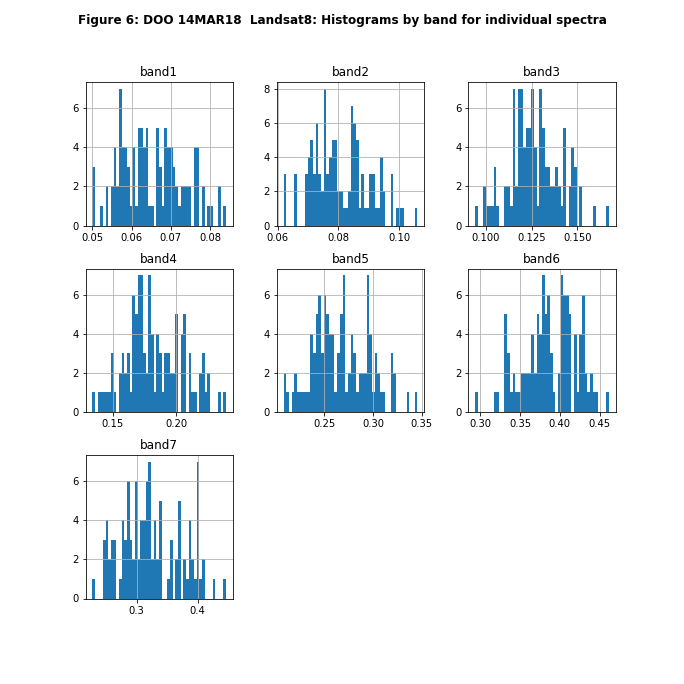 Figure 6: DOO 14MAR18  Landsat8: Histograms by band for individual spectra
band1
6
4
2
0
0.05 0.06 0.07 0.08
band2
8
6
4
2
0
0.06 0.08 0.10
band3
6
4
2
0
0.100 0.125 0.150
band4
6
4
2
0
0.15 0.20
band5
6
4
2
0
0.25 0.30 0.35
band6
6
4
2
0
0.30 0.35 0.40 0.45
band7
6
4
2
0
0.3 0.4